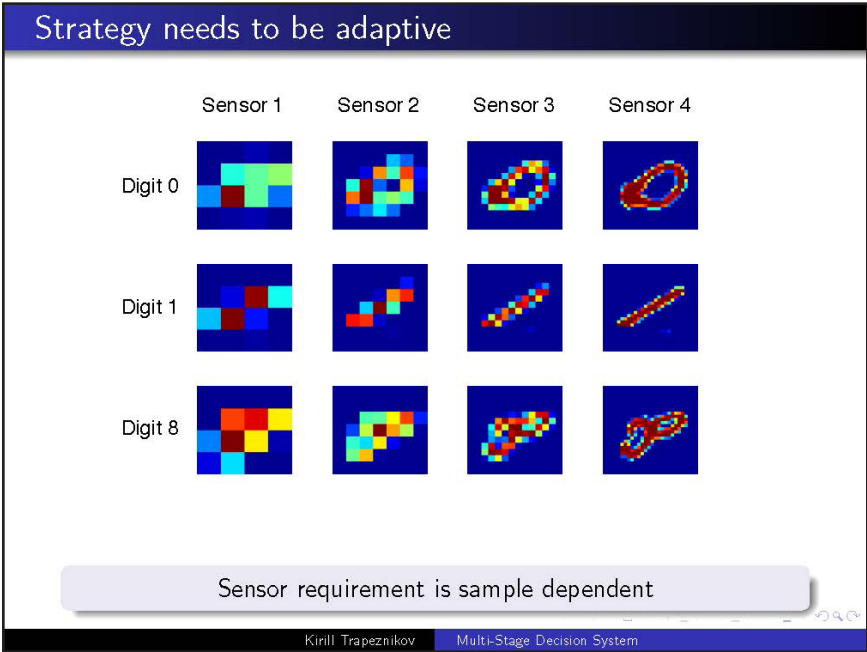 Strategy needs to be adaptive
Sensor 1 Sensor 2 Sensor 3 Sensor 4
Digit 0
Digit 1
Digit 8
Sensor requirement is sample dependent
Kirill Trapeznikov Multi-Stage Decision System